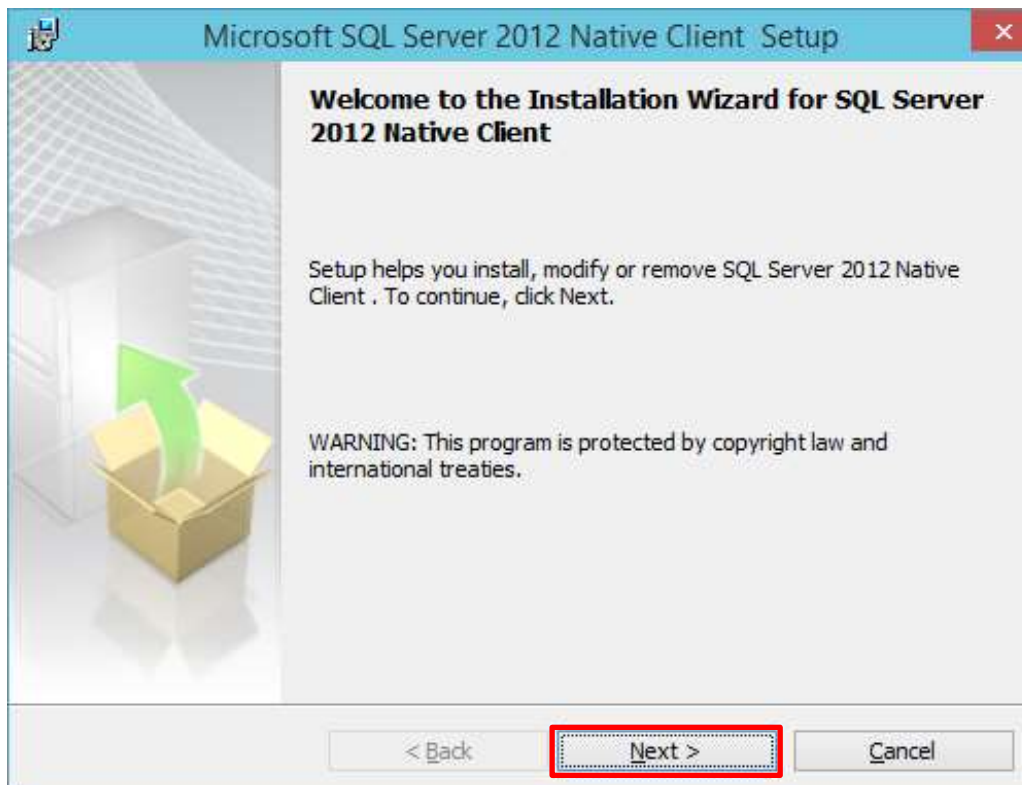 Microsoft SQL Server 2012 Native Client  Setup
Welcome to the Installation Wizard for SQL Server
2012 Native Client
Setup helps you install, modify or remove SQL Server 2012 Native
Client . To continue, click Next.
WARNING: This program is protected by copyright law and
international treaties.
< Back
Next >
Cancel